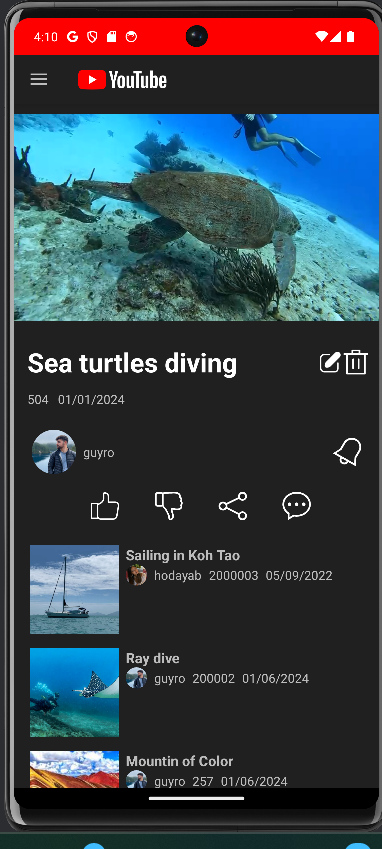 4:10
YouTube
Sea turtles diving
504 01/01/2024
guyro
Sailing in Koh Tao
hodayab 2000003 05/09/2022
Ray dive
guyro 200002 01/06/2024
Mountin of Color
guyro 257 01/06/2024